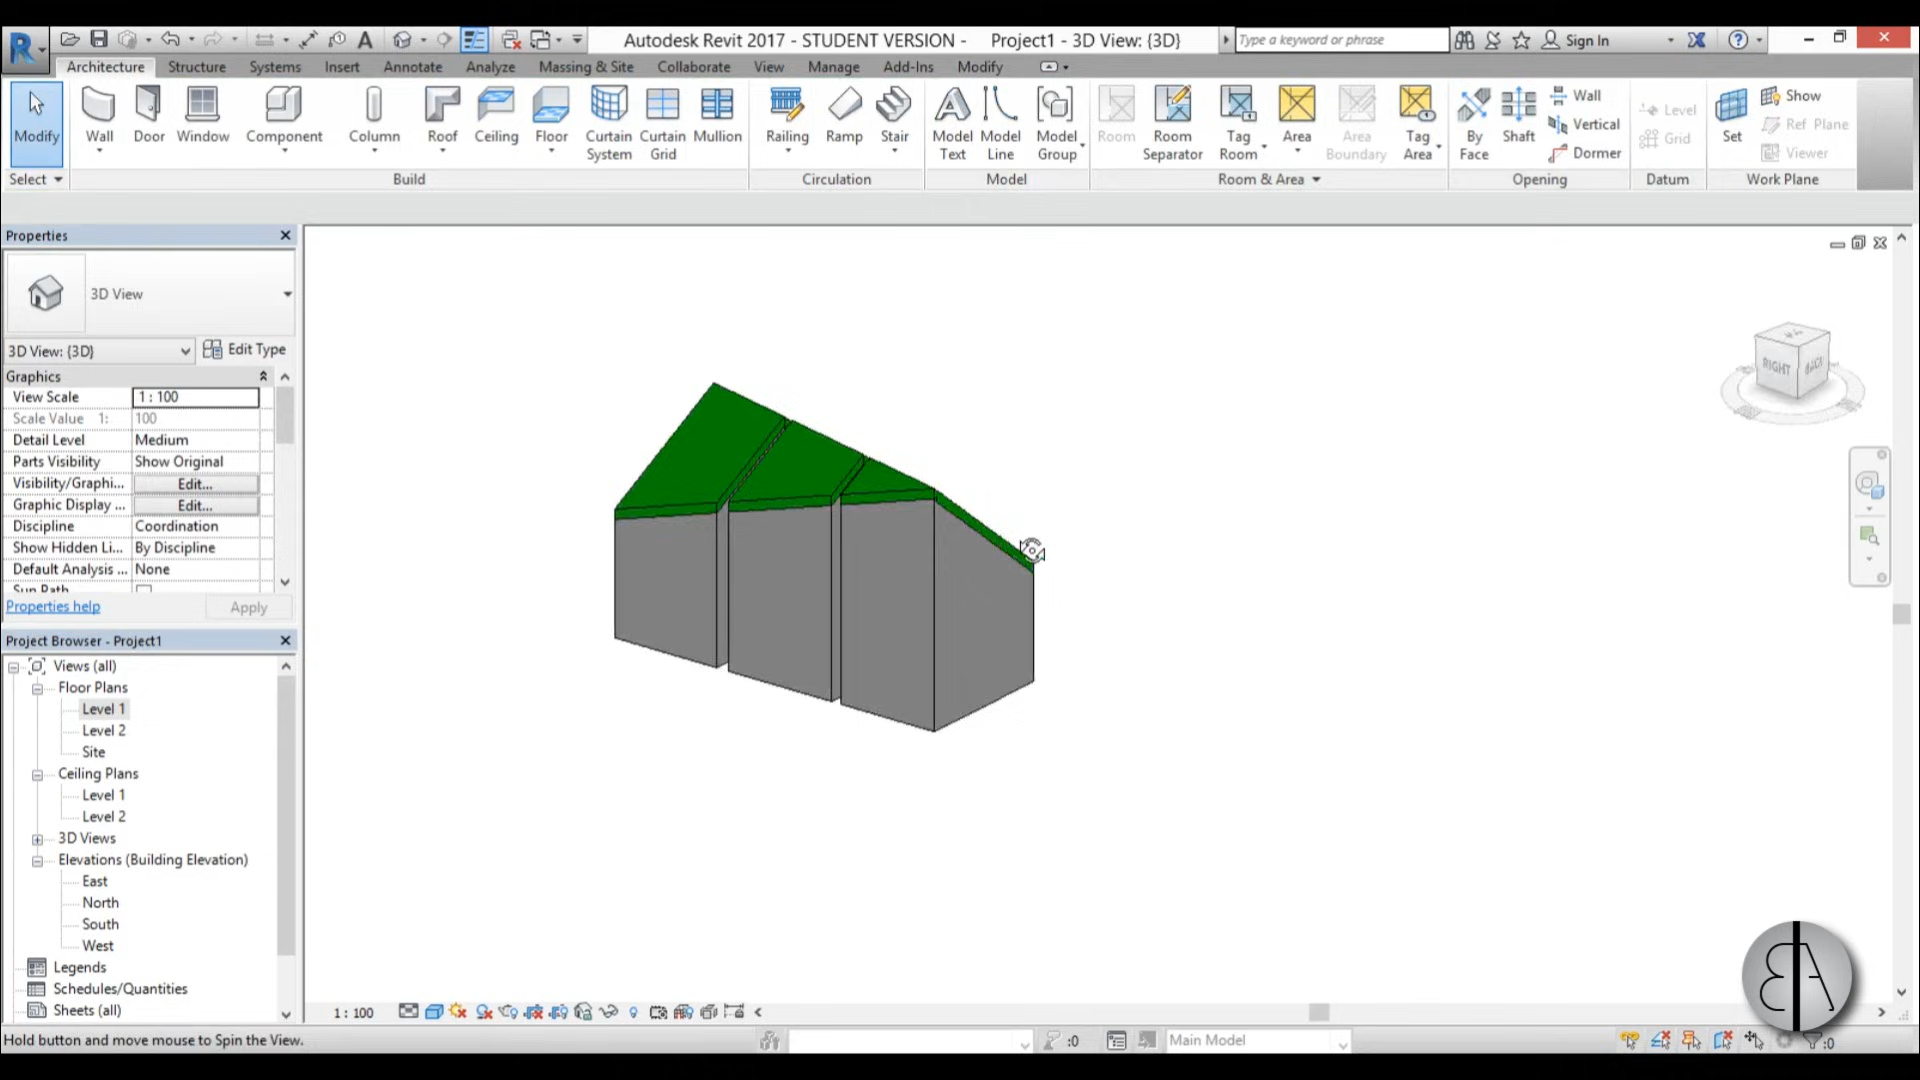 Autodesk Revit 2017 - STUDENT VERSION - Project1 - 3D View: {3D}
Type a keyword or phrase
Sign In
Architecture Structure Systems Insert Annotate Analyze Massing & Site Collaborate View Manage Add-Ins Modify
Modify Wall Door Window Component Column Roof Ceiling Floor Curtain System Curtain Grid Mullion Railing Ramp Stair Model Text Model Line Model Group Room Room Separator Tag Room Area Area Boundary Tag Area By Face Shaft Wall Vertical Dormer Level Grid Set Show Ref Plane Viewer
Select Build Circulation Model Room & Area Opening Datum Work Plane
Properties
3D View
3D View: {3D} Edit Type
Graphics
View Scale 1 : 100
Scale Value 1: 100
Detail Level Medium
Parts Visibility Show Original
Visibility/Graphi... Edit...
Graphic Display ... Edit...
Discipline Coordination
Show Hidden Li... By Discipline
Default Analysis ... None
Sun Path
Properties help Apply
Project Browser - Project1
Views (all)
Floor Plans
Level 1
Level 2
Site
Ceiling Plans
Level 1
Level 2
3D Views
Elevations (Building Elevation)
East
North
South
West
Legends
Schedules/Quantities
Sheets (all)
RIGHT BACK
1 : 100
Hold button and move mouse to Spin the View.
:0 Main Model :0